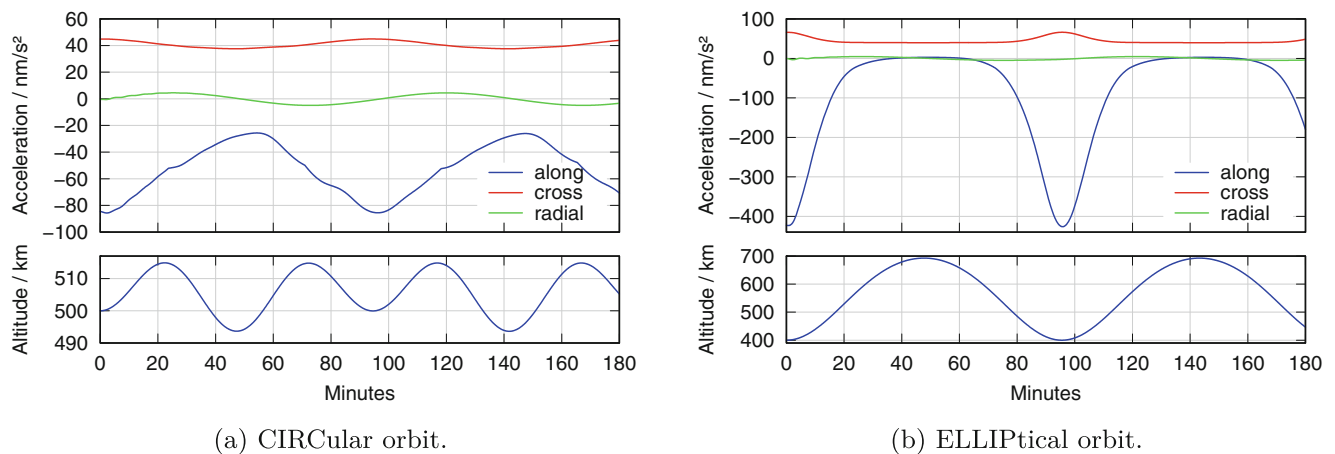 Acceleration / nm/s²
60
40
20
0
−20
−40
−60
−80
−100
along
cross
radial
Altitude / km
510
500
490
0 20 40 60 80 100 120 140 160 180
Minutes
(a) CIRCular orbit.
Acceleration / nm/s²
100
0
−100
−200
−300
−400
along
cross
radial
Altitude / km
700
600
500
400
0 20 40 60 80 100 120 140 160 180
Minutes
(b) ELLIPtical orbit.